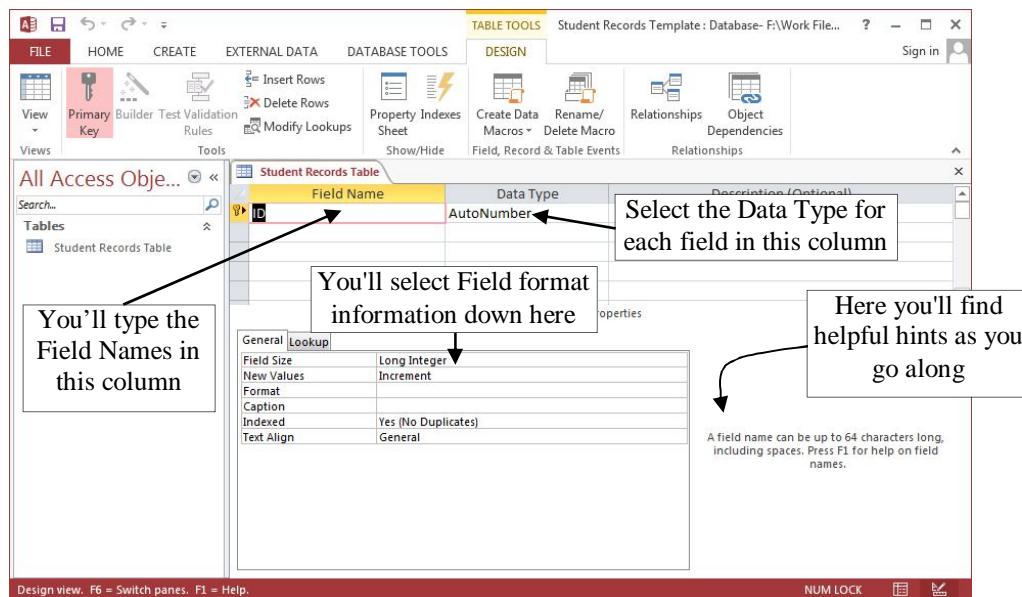 TABLE TOOLS
Student Records Template : Database- F:\Work File...
?
FILE
HOME
CREATE
EXTERNAL DATA
DATABASE TOOLS
DESIGN
Sign in
View
Primary Key
Builder
Test Validation Rules
Insert Rows
Delete Rows
Modify Lookups
Property Sheet
Indexes
Create Data Macros
Rename/ Delete Macro
Relationships
Object Dependencies
Views
Tools
Show/Hide
Field, Record & Table Events
Relationships
All Access Obje...
Search...
Tables
Student Records Table
Student Records Table
Field Name
Data Type
Description (Optional)
ID
AutoNumber
Select the Data Type for
each field in this column
You'll select Field format
information down here
You’ll type the
Field Names in
this column
Here you'll find
helpful hints as you
go along
General
Lookup
Field Size
Long Integer
New Values
Increment
Format
Caption
Indexed
Yes (No Duplicates)
Text Align
General
A field name can be up to 64 characters long,
including spaces. Press F1 for help on field
names.
Design view. F6 = Switch panes. F1 = Help.
NUM LOCK